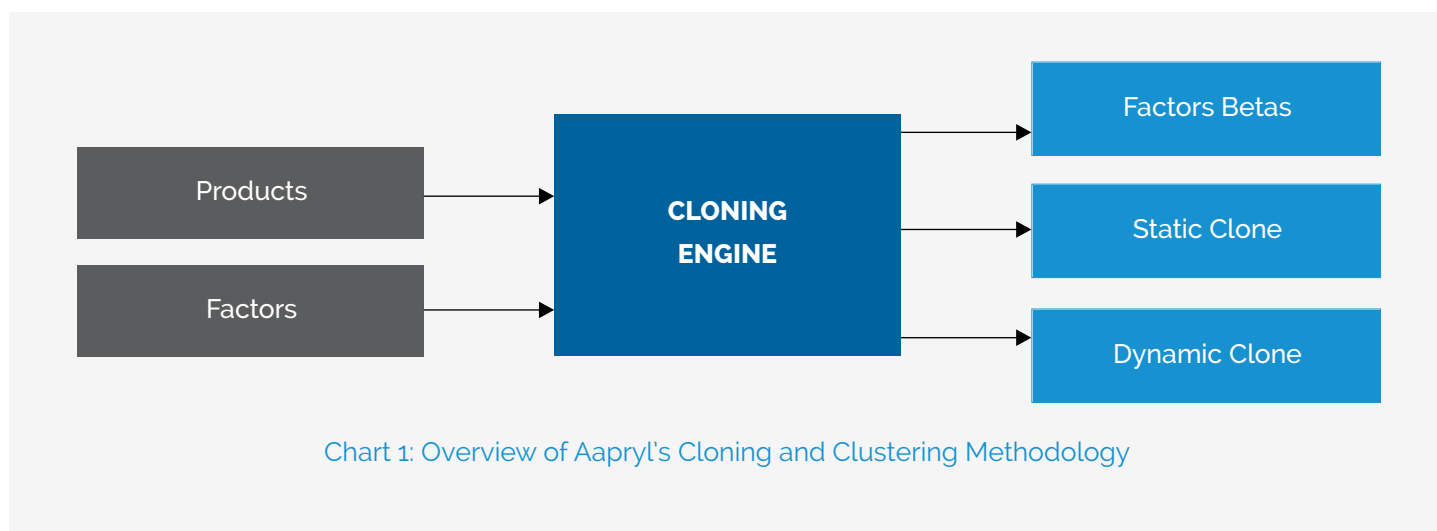 Products
Factors
CLONING
ENGINE
Factors Betas
Static Clone
Dynamic Clone
Chart 1: Overview of Aapryl's Cloning and Clustering Methodology